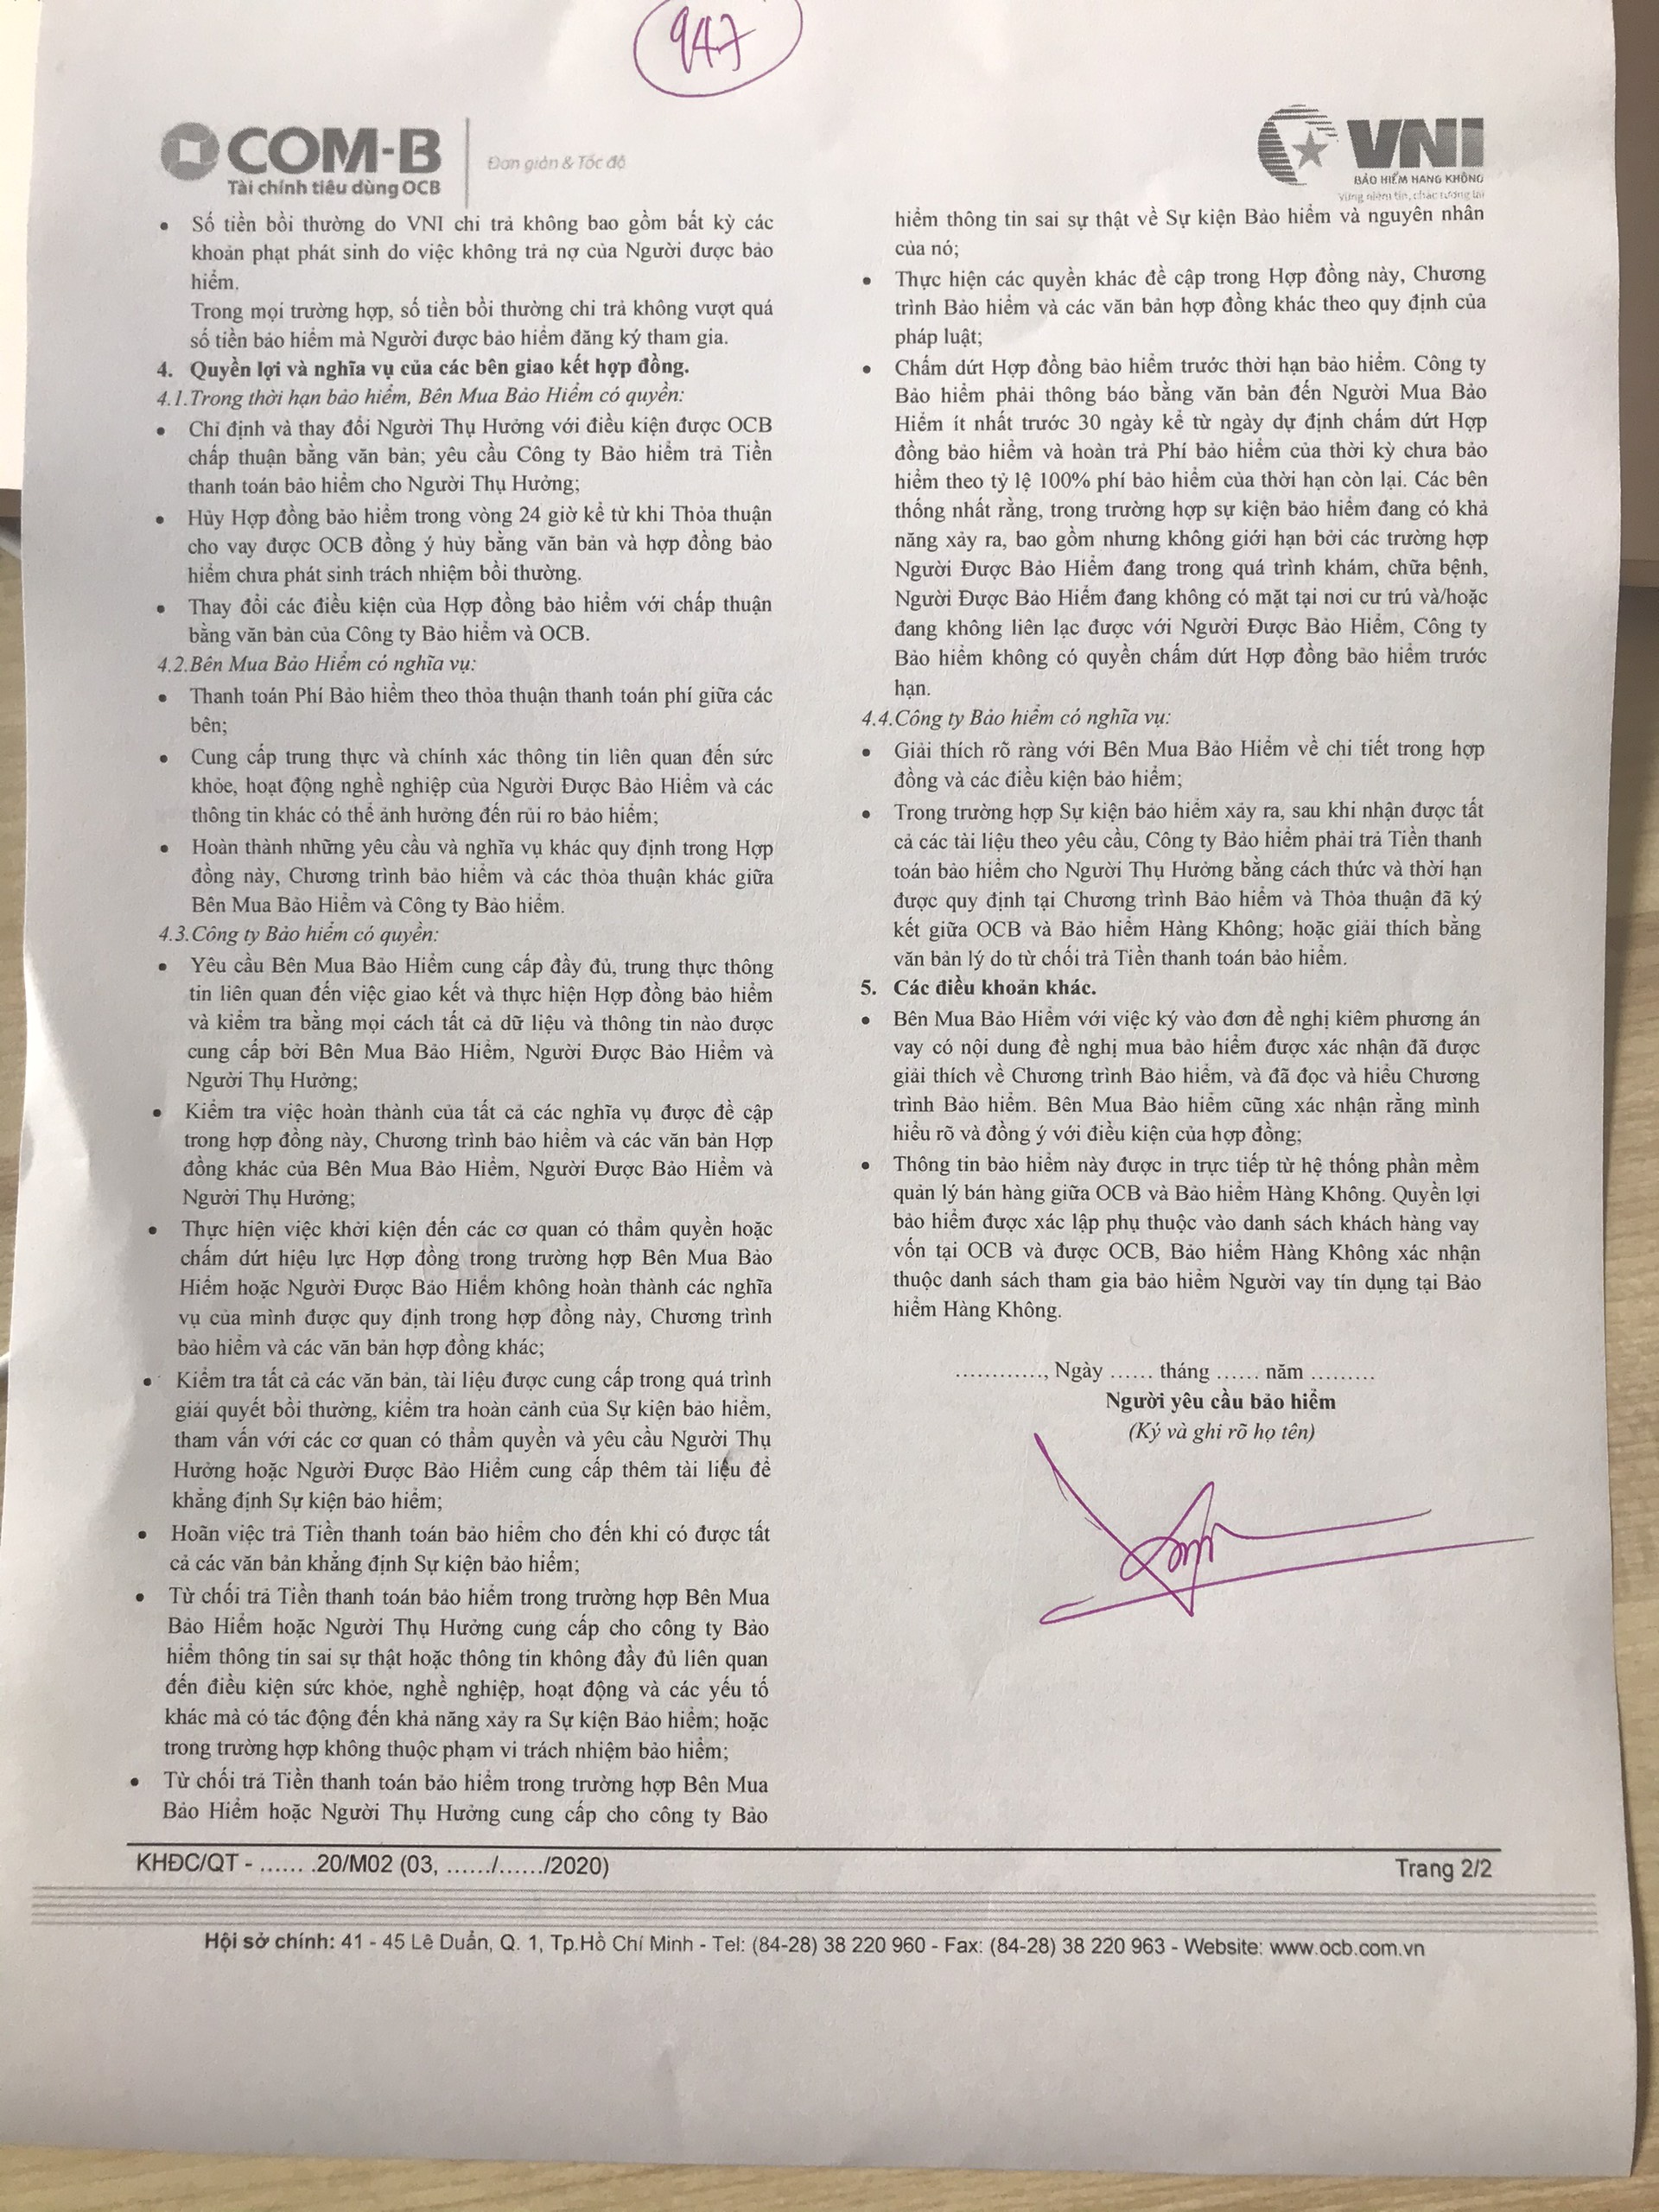 947
COM-B
Tài chính tiêu dùng OCB
Đơn giản & Tốc độ
VNI
BẢO HIỂM HÀNG KHÔNG
Vững niềm tin, chắc tương lai
• Số tiền bồi thường do VNI chi trả không bao gồm bất kỳ các
khoản phạt phát sinh do việc không trả nợ của Người được bảo
hiểm.
Trong mọi trường hợp, số tiền bồi thường chi trả không vượt quá
số tiền bảo hiểm mà Người được bảo hiểm đăng ký tham gia.
4. Quyền lợi và nghĩa vụ của các bên giao kết hợp đồng.
4.1.Trong thời hạn bảo hiểm, Bên Mua Bảo Hiểm có quyền:
• Chỉ định và thay đổi Người Thụ Hưởng với điều kiện được OCB
chấp thuận bằng văn bản; yêu cầu Công ty Bảo hiểm trả Tiền
thanh toán bảo hiểm cho Người Thụ Hưởng;
• Hủy Hợp đồng bảo hiểm trong vòng 24 giờ kể từ khi Thỏa thuận
cho vay được OCB đồng ý hủy bằng văn bản và hợp đồng bảo
hiểm chưa phát sinh trách nhiệm bồi thường.
• Thay đổi các điều kiện của Hợp đồng bảo hiểm với chấp thuận
bằng văn bản của Công ty Bảo hiểm và OCB.
4.2.Bên Mua Bảo Hiểm có nghĩa vụ:
• Thanh toán Phí Bảo hiểm theo thỏa thuận thanh toán phí giữa các
bên;
• Cung cấp trung thực và chính xác thông tin liên quan đến sức
khỏe, hoạt động nghề nghiệp của Người Được Bảo Hiểm và các
thông tin khác có thể ảnh hưởng đến rủi ro bảo hiểm;
• Hoàn thành những yêu cầu và nghĩa vụ khác quy định trong Hợp
đồng này, Chương trình bảo hiểm và các thỏa thuận khác giữa
Bên Mua Bảo Hiểm và Công ty Bảo hiểm.
4.3.Công ty Bảo hiểm có quyền:
• Yêu cầu Bên Mua Bảo Hiểm cung cấp đầy đủ, trung thực thông
tin liên quan đến việc giao kết và thực hiện Hợp đồng bảo hiểm
và kiểm tra bằng mọi cách tất cả dữ liệu và thông tin nào được
cung cấp bởi Bên Mua Bảo Hiểm, Người Được Bảo Hiểm và
Người Thụ Hưởng;
• Kiểm tra việc hoàn thành của tất cả các nghĩa vụ được đề cập
trong hợp đồng này, Chương trình bảo hiểm và các văn bản Hợp
đồng khác của Bên Mua Bảo Hiểm, Người Được Bảo Hiểm và
Người Thụ Hưởng;
• Thực hiện việc khởi kiện đến các cơ quan có thẩm quyền hoặc
chấm dứt hiệu lực Hợp đồng trong trường hợp Bên Mua Bảo
Hiểm hoặc Người Được Bảo Hiểm không hoàn thành các nghĩa
vụ của mình được quy định trong hợp đồng này, Chương trình
bảo hiểm và các văn bản hợp đồng khác;
• Kiểm tra tất cả các văn bản, tài liệu được cung cấp trong quá trình
giải quyết bồi thường, kiểm tra hoàn cảnh của Sự kiện bảo hiểm,
tham vấn với các cơ quan có thẩm quyền và yêu cầu Người Thụ
Hưởng hoặc Người Được Bảo Hiểm cung cấp thêm tài liệu để
khẳng định Sự kiện bảo hiểm;
• Hoãn việc trả Tiền thanh toán bảo hiểm cho đến khi có được tất
cả các văn bản khẳng định Sự kiện bảo hiểm;
• Từ chối trả Tiền thanh toán bảo hiểm trong trường hợp Bên Mua
Bảo Hiểm hoặc Người Thụ Hưởng cung cấp cho công ty Bảo
hiểm thông tin sai sự thật hoặc thông tin không đầy đủ liên quan
đến điều kiện sức khỏe, nghề nghiệp, hoạt động và các yếu tố
khác mà có tác động đến khả năng xảy ra Sự kiện Bảo hiểm; hoặc
trong trường hợp không thuộc phạm vi trách nhiệm bảo hiểm;
• Từ chối trả Tiền thanh toán bảo hiểm trong trường hợp Bên Mua
Bảo Hiểm hoặc Người Thụ Hưởng cung cấp cho công ty Bảo
hiểm thông tin sai sự thật về Sự kiện Bảo hiểm và nguyên nhân
của nó;
• Thực hiện các quyền khác đề cập trong Hợp đồng này, Chương
trình Bảo hiểm và các văn bản hợp đồng khác theo quy định của
pháp luật;
• Chấm dứt Hợp đồng bảo hiểm trước thời hạn bảo hiểm. Công ty
Bảo hiểm phải thông báo bằng văn bản đến Người Mua Bảo
Hiểm ít nhất trước 30 ngày kể từ ngày dự định chấm dứt Hợp
đồng bảo hiểm và hoàn trả Phí bảo hiểm của thời kỳ chưa bảo
hiểm theo tỷ lệ 100% phí bảo hiểm của thời hạn còn lại. Các bên
thống nhất rằng, trong trường hợp sự kiện bảo hiểm đang có khả
năng xảy ra, bao gồm nhưng không giới hạn bởi các trường hợp
Người Được Bảo Hiểm đang trong quá trình khám, chữa bệnh,
Người Được Bảo Hiểm đang không có mặt tại nơi cư trú và/hoặc
đang không liên lạc được với Người Được Bảo Hiểm, Công ty
Bảo hiểm không có quyền chấm dứt Hợp đồng bảo hiểm trước
hạn.
4.4.Công ty Bảo hiểm có nghĩa vụ:
• Giải thích rõ ràng với Bên Mua Bảo Hiểm về chi tiết trong hợp
đồng và các điều kiện bảo hiểm;
• Trong trường hợp Sự kiện bảo hiểm xảy ra, sau khi nhận được tất
cả các tài liệu theo yêu cầu, Công ty Bảo hiểm phải trả Tiền thanh
toán bảo hiểm cho Người Thụ Hưởng bằng cách thức và thời hạn
được quy định tại Chương trình Bảo hiểm và Thỏa thuận đã ký
kết giữa OCB và Bảo hiểm Hàng Không; hoặc giải thích bằng
văn bản lý do từ chối trả Tiền thanh toán bảo hiểm.
5. Các điều khoản khác.
• Bên Mua Bảo Hiểm với việc ký vào đơn đề nghị kiêm phương án
vay có nội dung đề nghị mua bảo hiểm được xác nhận đã được
giải thích về Chương trình Bảo hiểm, và đã đọc và hiểu Chương
trình Bảo hiểm. Bên Mua Bảo hiểm cũng xác nhận rằng mình
hiểu rõ và đồng ý với điều kiện của hợp đồng;
• Thông tin bảo hiểm này được in trực tiếp từ hệ thống phần mềm
quản lý bán hàng giữa OCB và Bảo hiểm Hàng Không. Quyền lợi
bảo hiểm được xác lập phụ thuộc vào danh sách khách hàng vay
vốn tại OCB và được OCB, Bảo hiểm Hàng Không xác nhận
thuộc danh sách tham gia bảo hiểm Người vay tín dụng tại Bảo
hiểm Hàng Không.
............, Ngày ...... tháng ...... năm .........
Người yêu cầu bảo hiểm
(Ký và ghi rõ họ tên)
KHĐC/QT - ...... .20/M02 (03, ....../....../2020)
Trang 2/2
Hội sở chính: 41 - 45 Lê Duẩn, Q. 1, Tp.Hồ Chí Minh - Tel: (84-28) 38 220 960 - Fax: (84-28) 38 220 963 - Website: www.ocb.com.vn